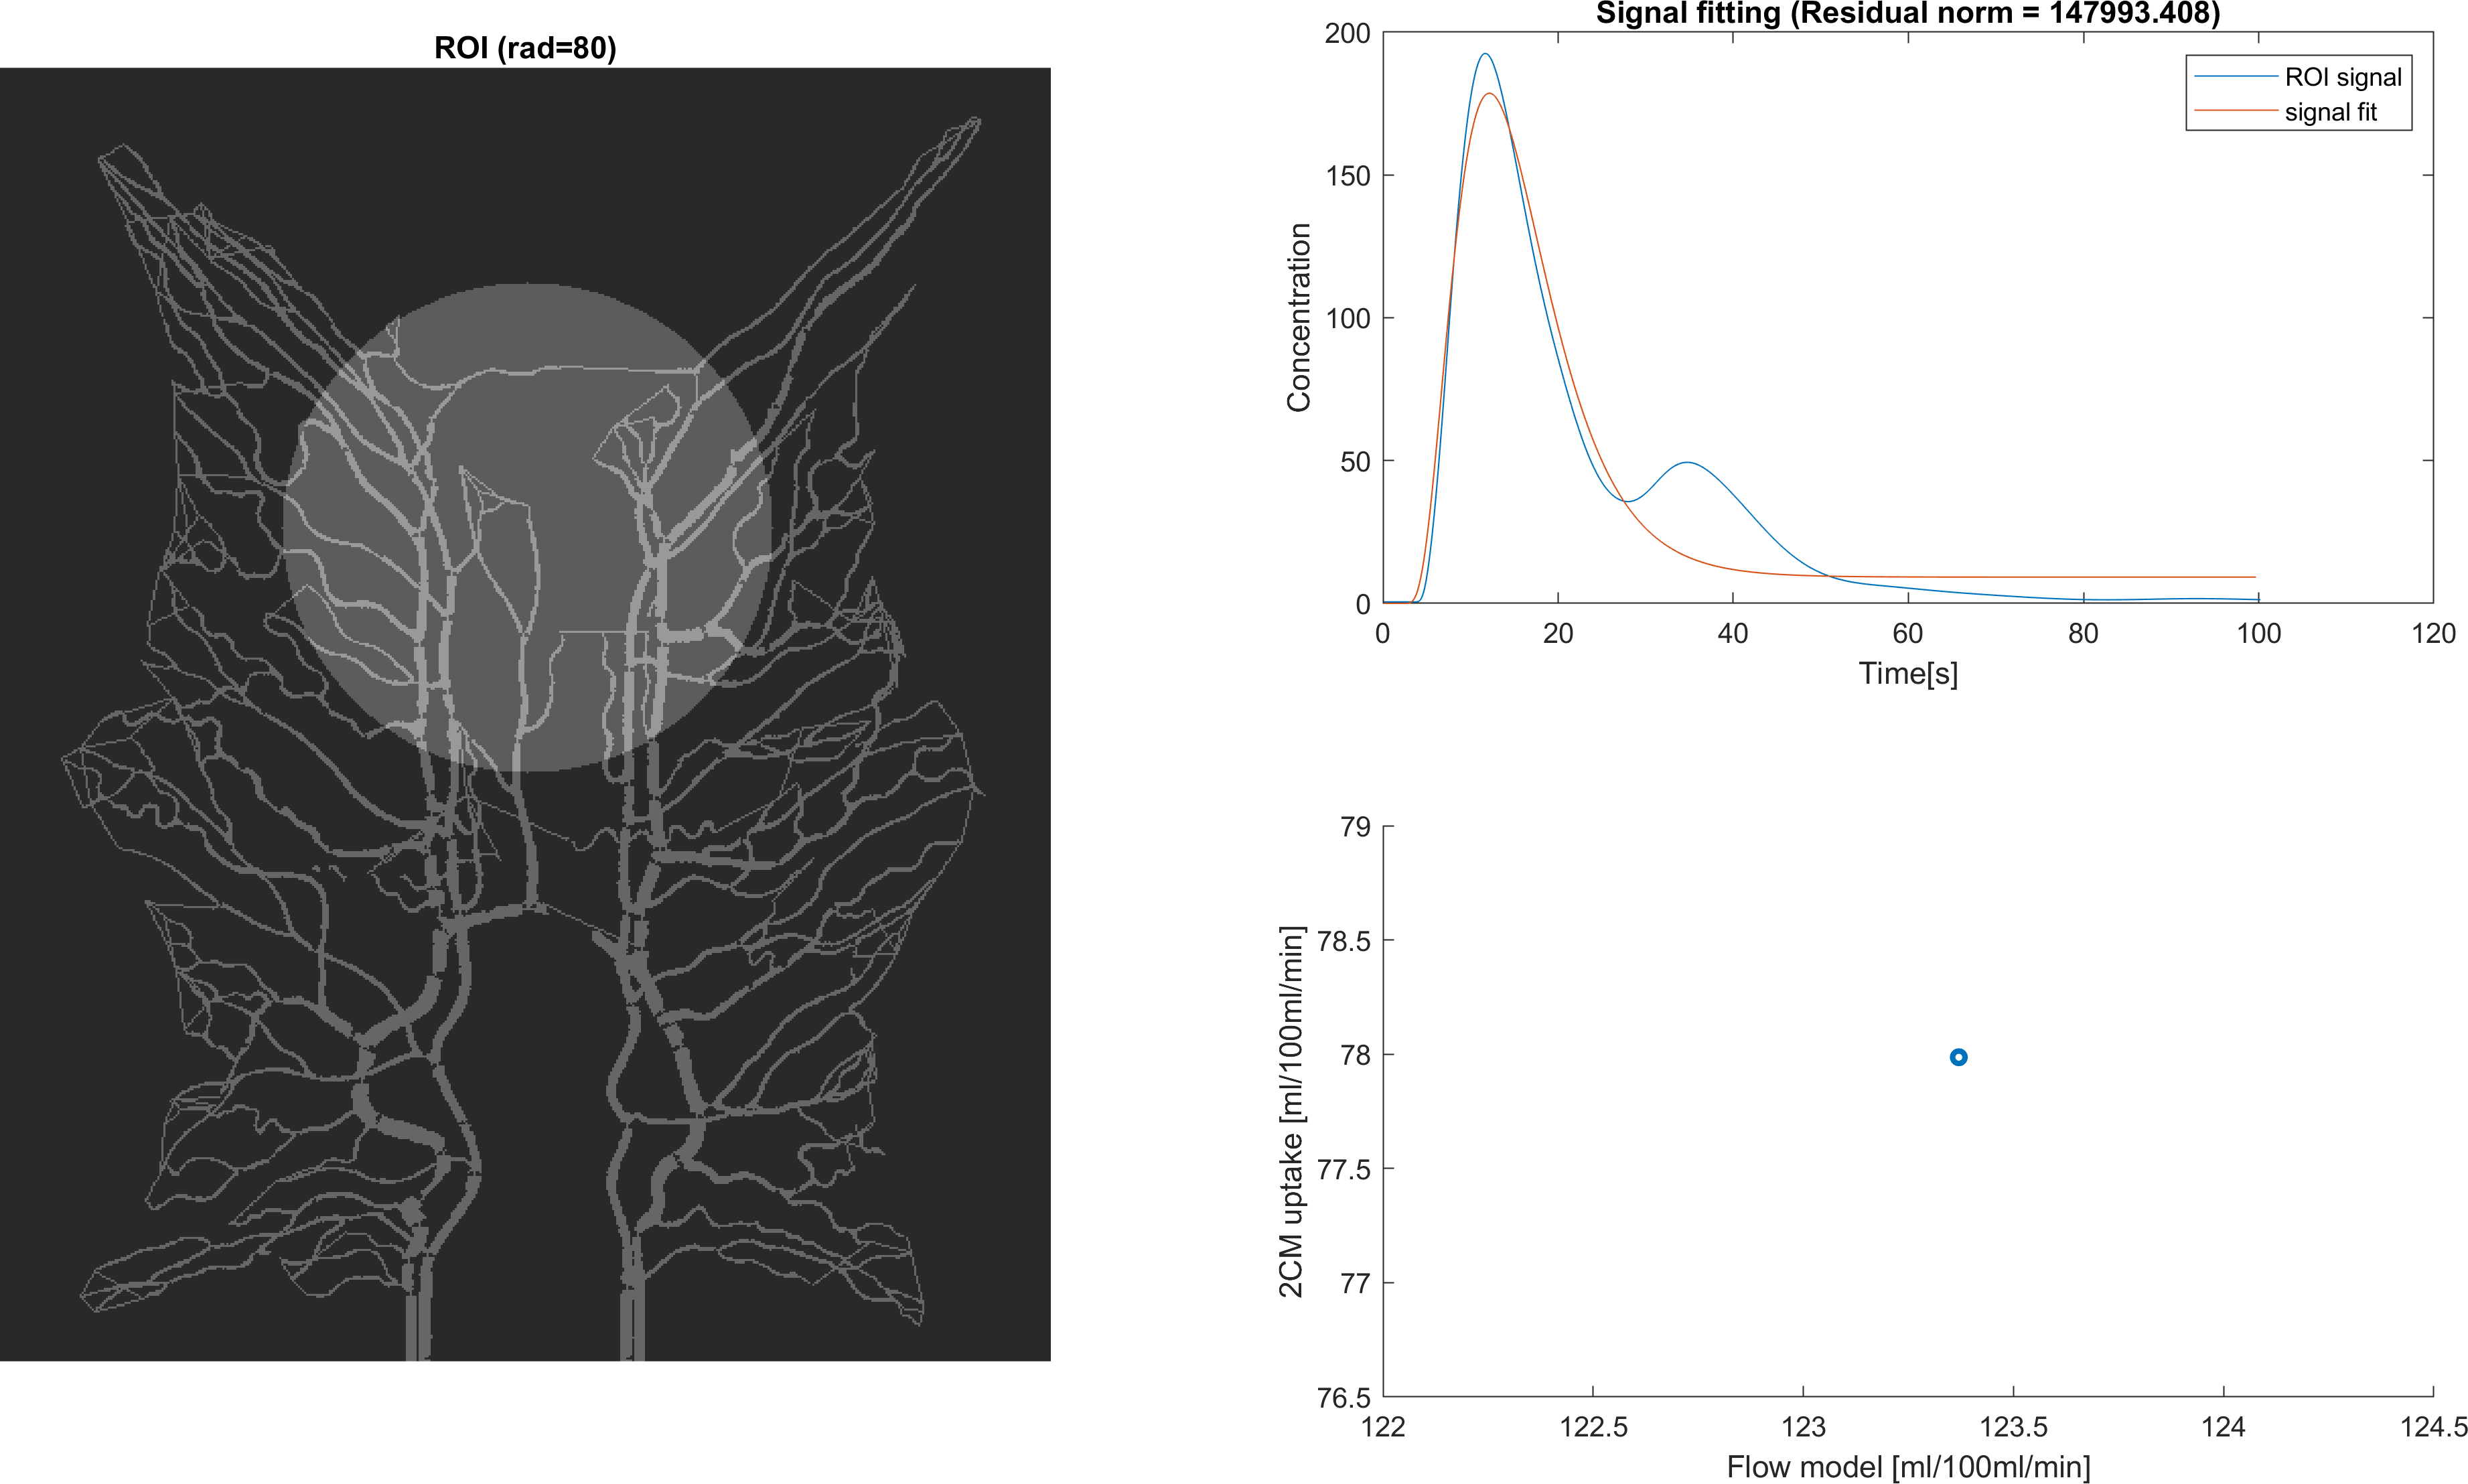 ROI (rad=80)
Signal fitting (Residual norm = 147993.408)
200
150
100
50
0
Concentration
ROI signal
signal fit
0 20 40 60 80 100 120
Time[s]
79
78.5
78
77.5
77
76.5
2CM uptake [ml/100ml/min]
122 122.5 123 123.5 124 124.5
Flow model [ml/100ml/min]